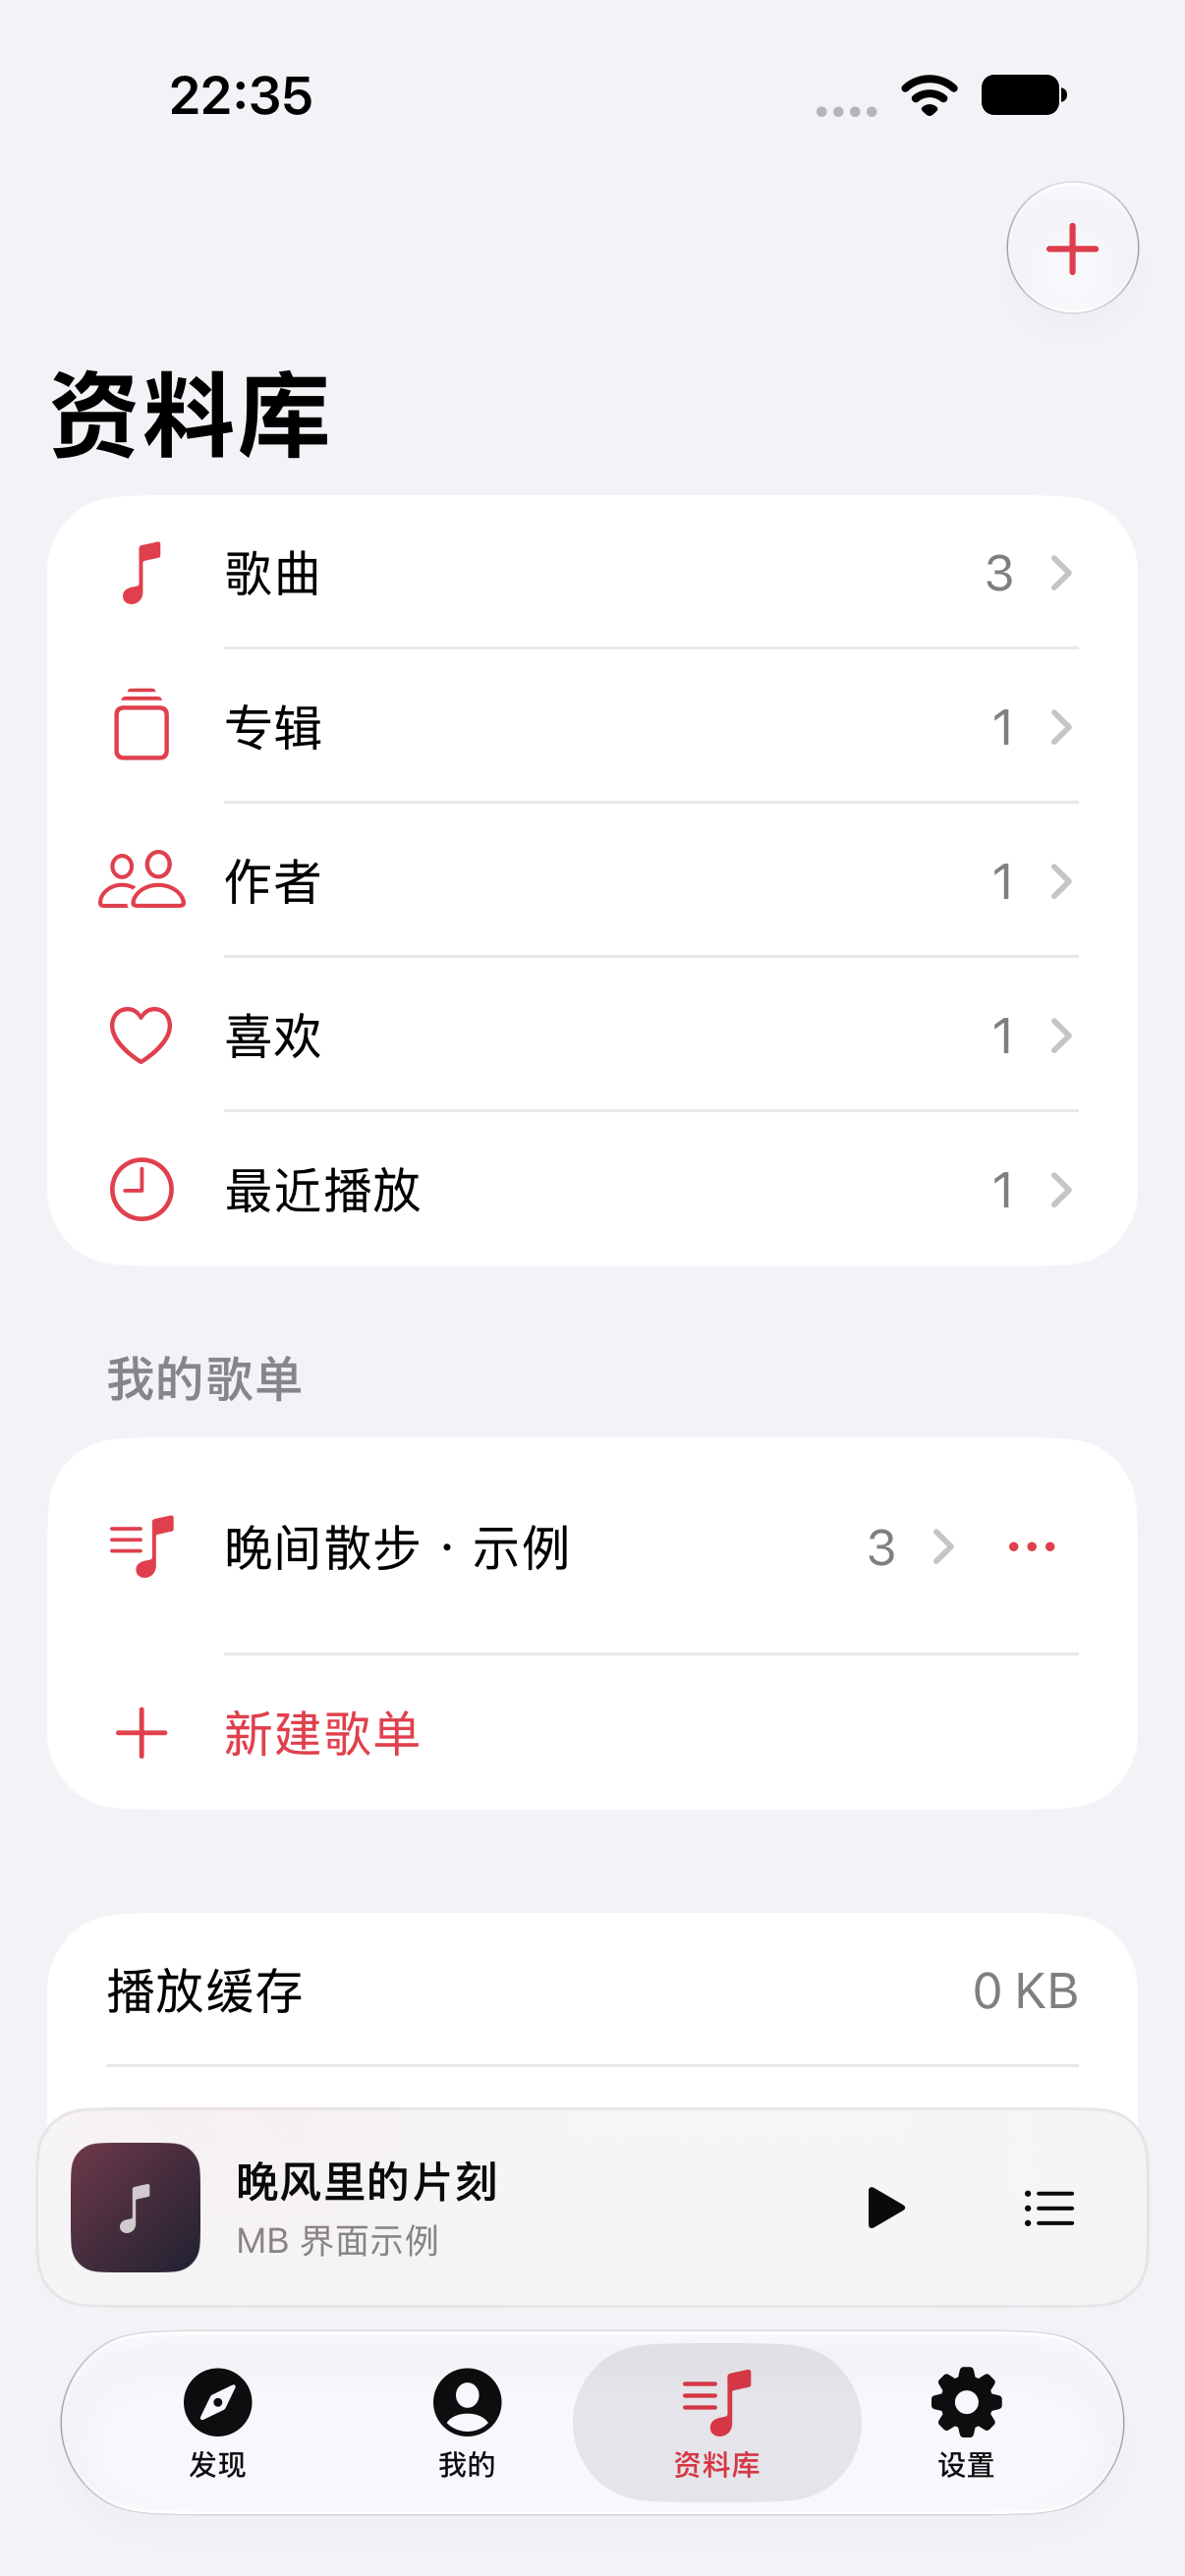 22:35
资料库
歌曲 3
专辑 1
作者 1
喜欢 1
最近播放 1
我的歌单
晚间散步 · 示例 3
新建歌单
播放缓存 0 KB
晚风里的片刻
MB 界面示例
发现 我的 资料库 设置